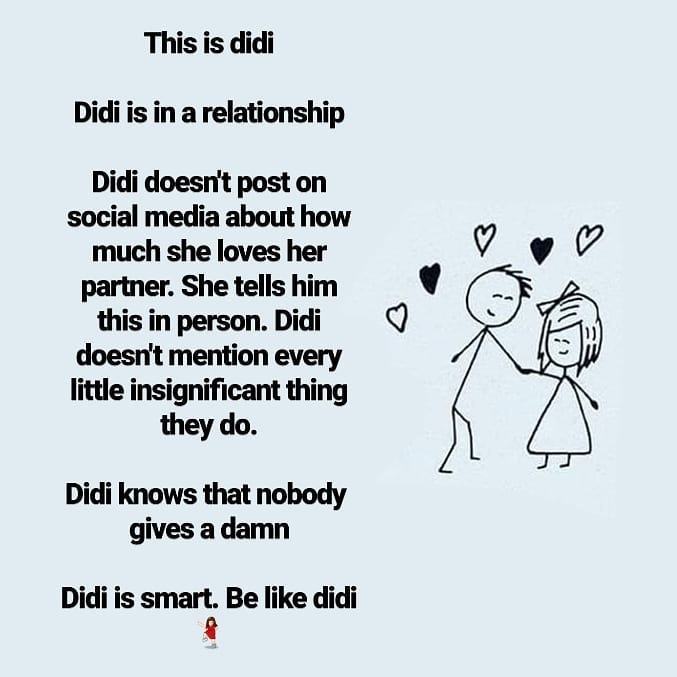 This is didi
Didi is in a relationship
Didi doesn't post on
social media about how
much she loves her
partner. She tells him
this in person. Didi
doesn't mention every
little insignificant thing
they do.
Didi knows that nobody
gives a damn
Didi is smart. Be like didi